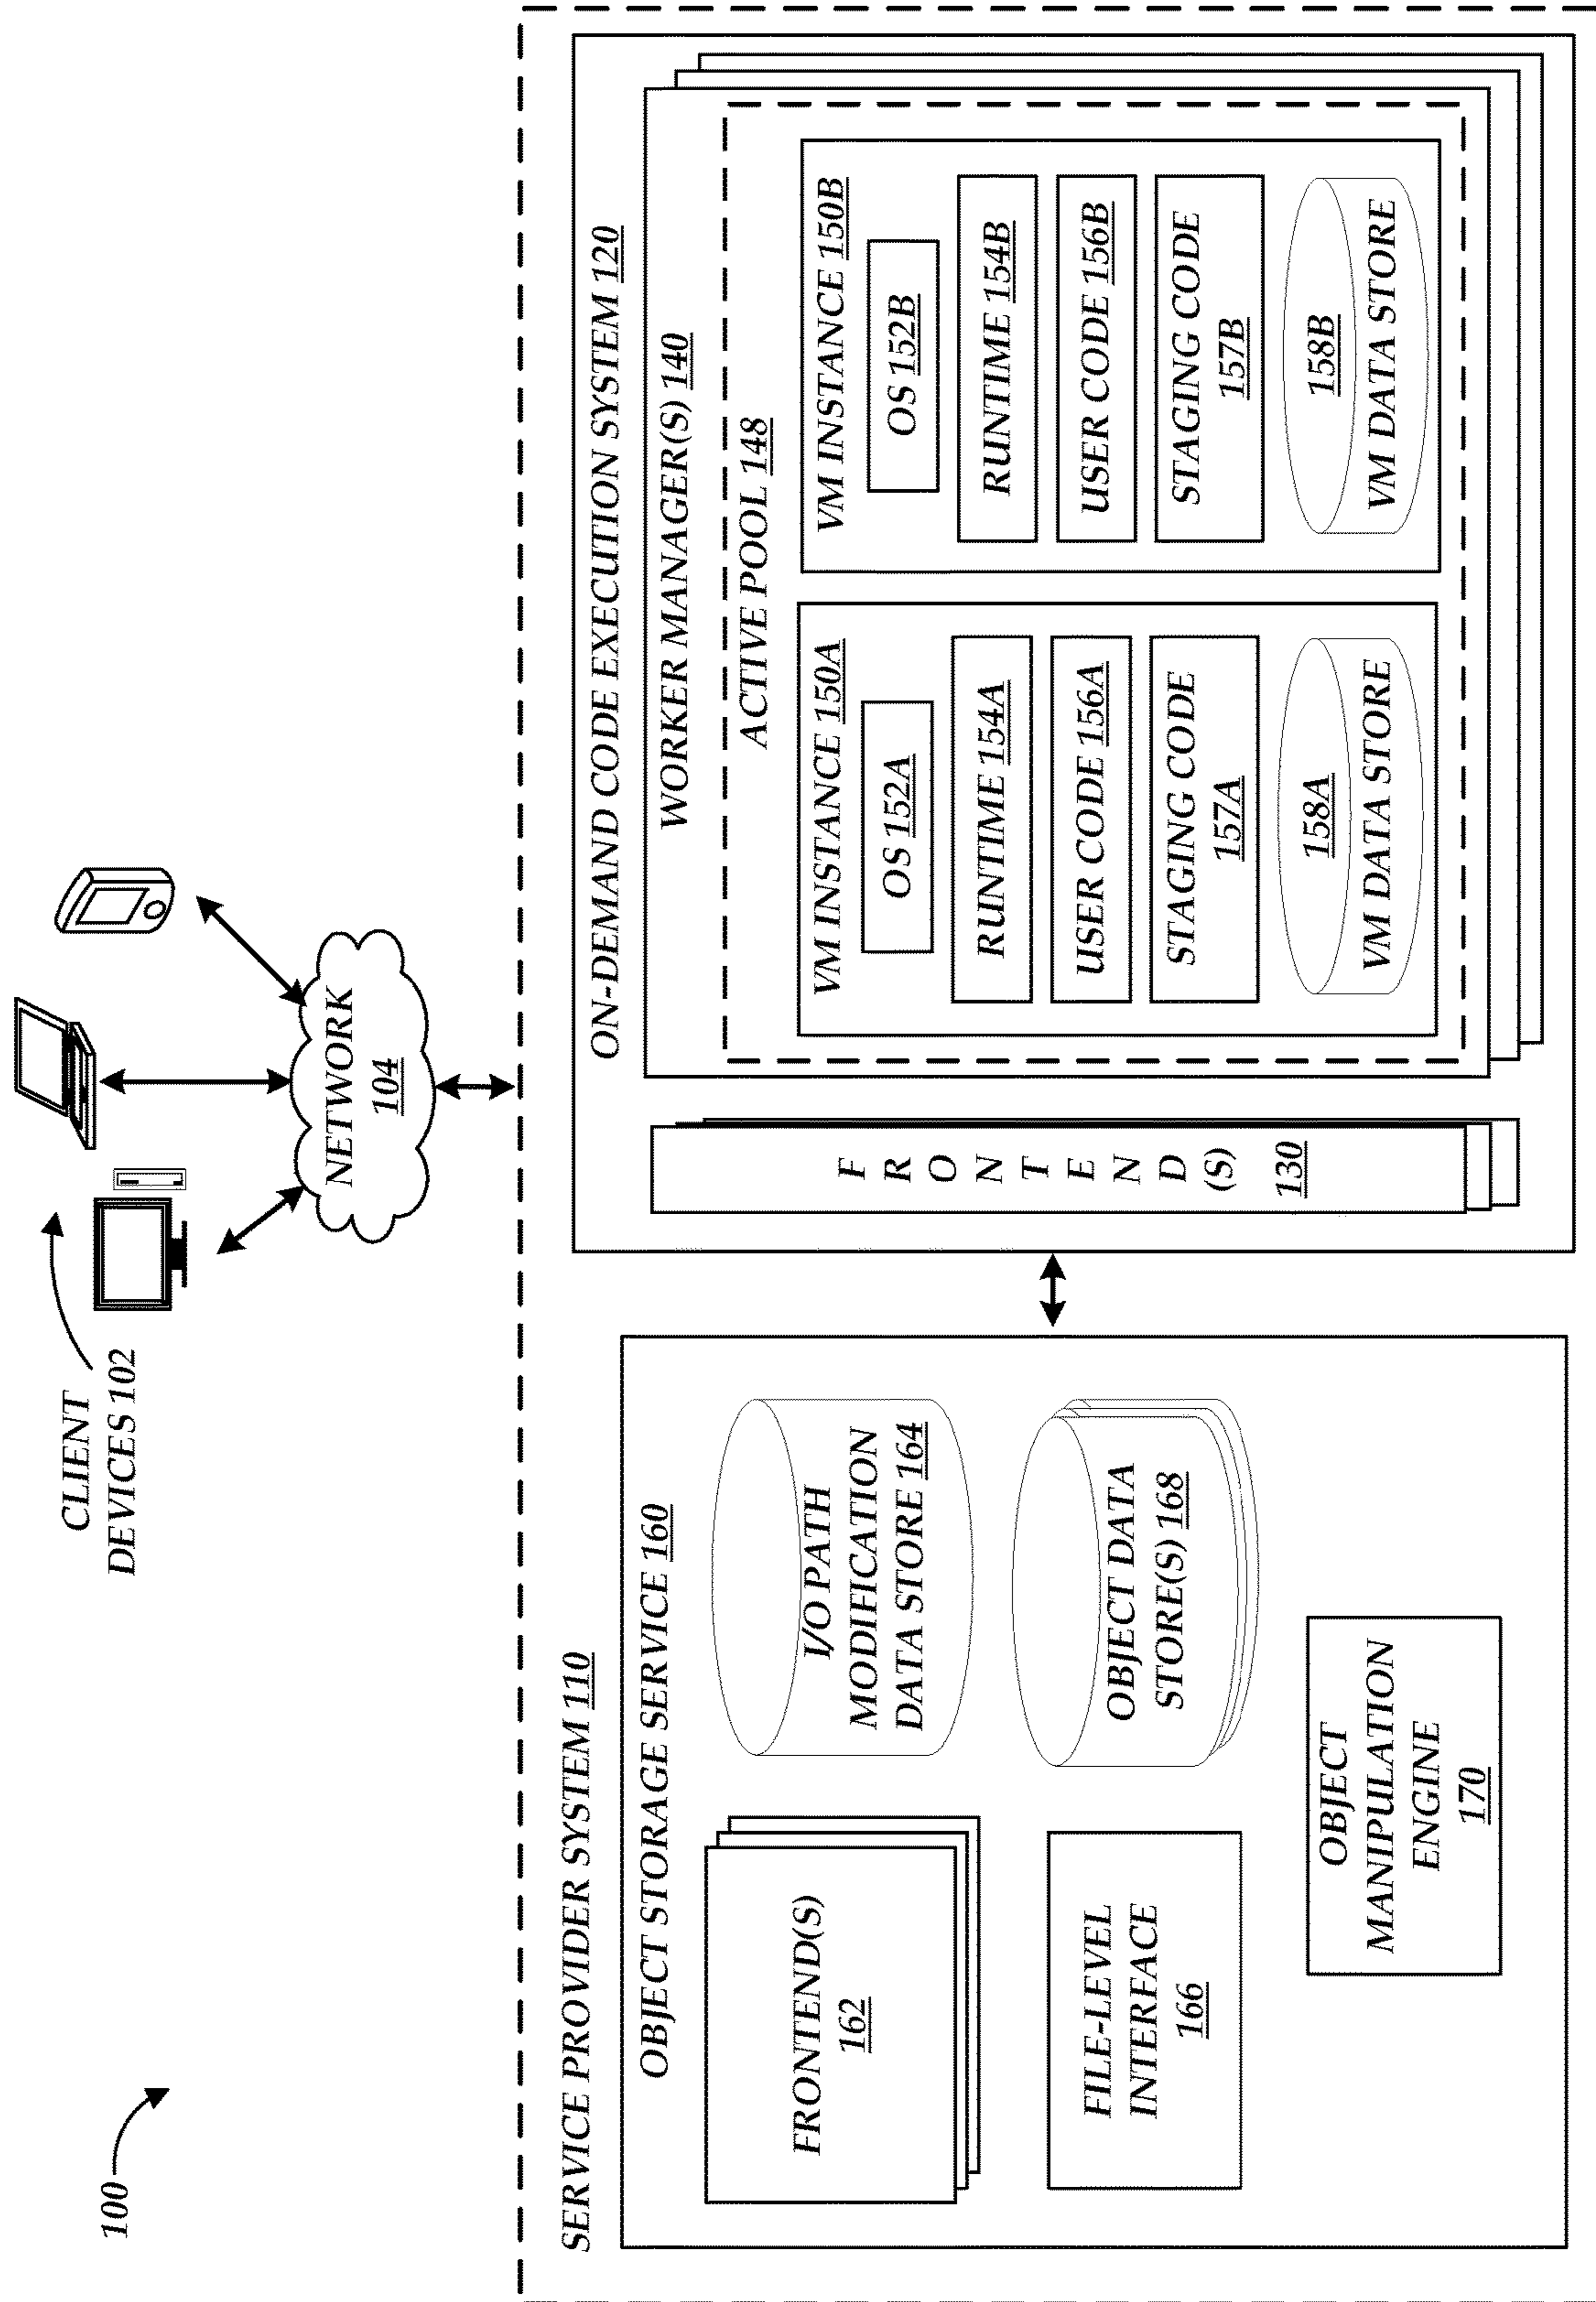 100
CLIENT
DEVICES 102
NETWORK
104
SERVICE PROVIDER SYSTEM 110
OBJECT STORAGE SERVICE 160
FRONTEND(S)
162
I/O PATH
MODIFICATION
DATA STORE 164
FILE-LEVEL
INTERFACE
166
OBJECT DATA
STORE(S) 168
OBJECT
MANIPULATION
ENGINE
170
ON-DEMAND CODE EXECUTION SYSTEM 120
F
R
O
N
T
E
N
D
(S)
130
WORKER MANAGER(S) 140
ACTIVE POOL 148
VM INSTANCE 150A
OS 152A
RUNTIME 154A
USER CODE 156A
STAGING CODE
157A
158A
VM DATA STORE
VM INSTANCE 150B
OS 152B
RUNTIME 154B
USER CODE 156B
STAGING CODE
157B
158B
VM DATA STORE